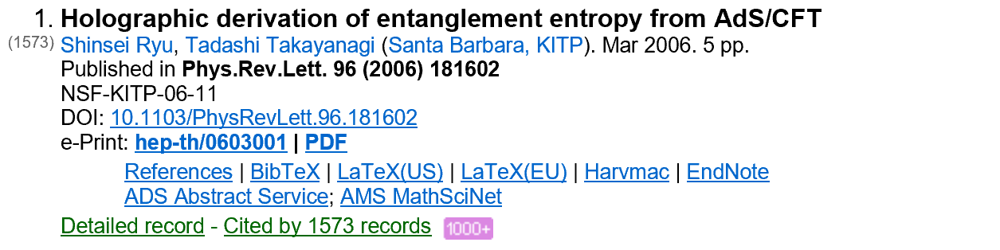 1. Holographic derivation of entanglement entropy from AdS/CFT
(1573) Shinsei Ryu, Tadashi Takayanagi (Santa Barbara, KITP). Mar 2006. 5 pp.
Published in Phys.Rev.Lett. 96 (2006) 181602
NSF-KITP-06-11
DOI: 10.1103/PhysRevLett.96.181602
e-Print: hep-th/0603001 | PDF
References | BibTeX | LaTeX(US) | LaTeX(EU) | Harvmac | EndNote
ADS Abstract Service; AMS MathSciNet
Detailed record - Cited by 1573 records 1000+